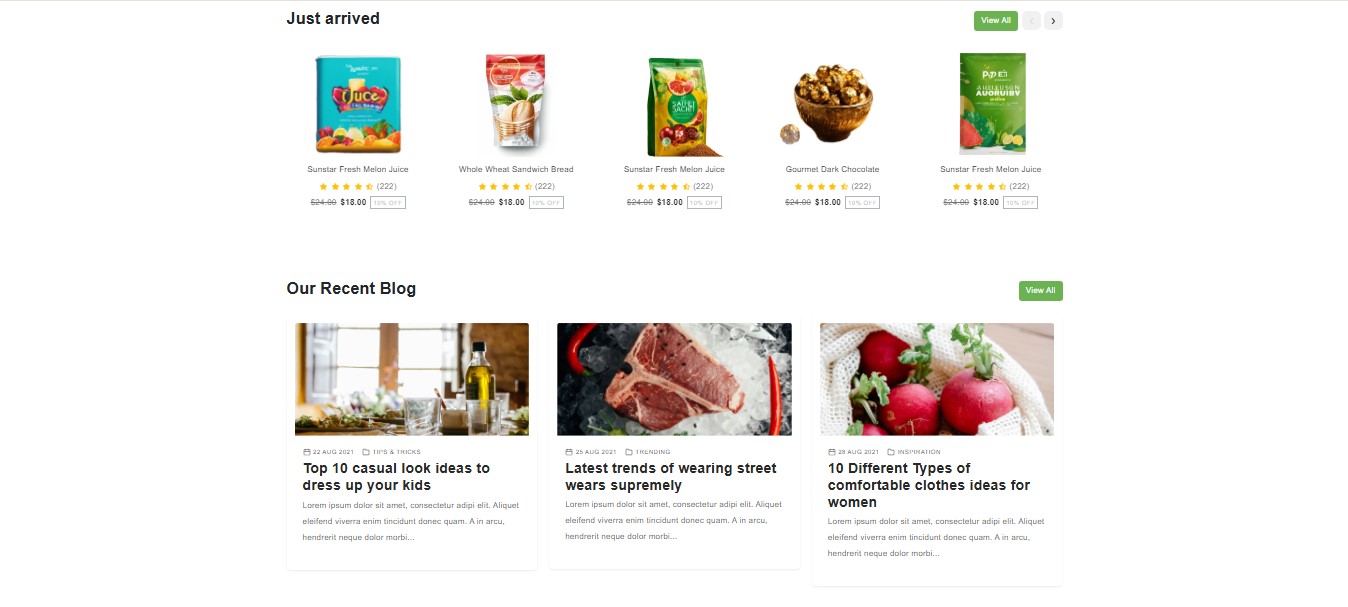 Just arrived
View All
Juce
Sunstar Fresh Melon Juice
Whole Wheat Sandwich Bread
Sunstar Fresh Melon Juice
Gourmet Dark Chocolate
Sunstar Fresh Melon Juice
(222)
(222)
(222)
(222)
(222)
$24.00 $18.00 10% OFF
$24.00 $18.00 10% OFF
$24.00 $18.00 10% OFF
$24.00 $18.00 10% OFF
$24.00 $18.00 10% OFF
Our Recent Blog
View All
22 AUG 2021 TIPS & TRICKS
Top 10 casual look ideas to
dress up your kids
Lorem ipsum dolor sit amet, consectetur adipi elit. Aliquet
eleifend viverra enim tincidunt donec quam. A in arcu,
hendrerit neque dolor morbi...
25 AUG 2021 TRENDING
Latest trends of wearing street
wears supremely
Lorem ipsum dolor sit amet, consectetur adipi elit. Aliquet
eleifend viverra enim tincidunt donec quam. A in arcu,
hendrerit neque dolor morbi...
28 AUG 2021 INSPIRATION
10 Different Types of
comfortable clothes ideas for
women
Lorem ipsum dolor sit amet, consectetur adipi elit. Aliquet
eleifend viverra enim tincidunt donec quam. A in arcu,
hendrerit neque dolor morbi...